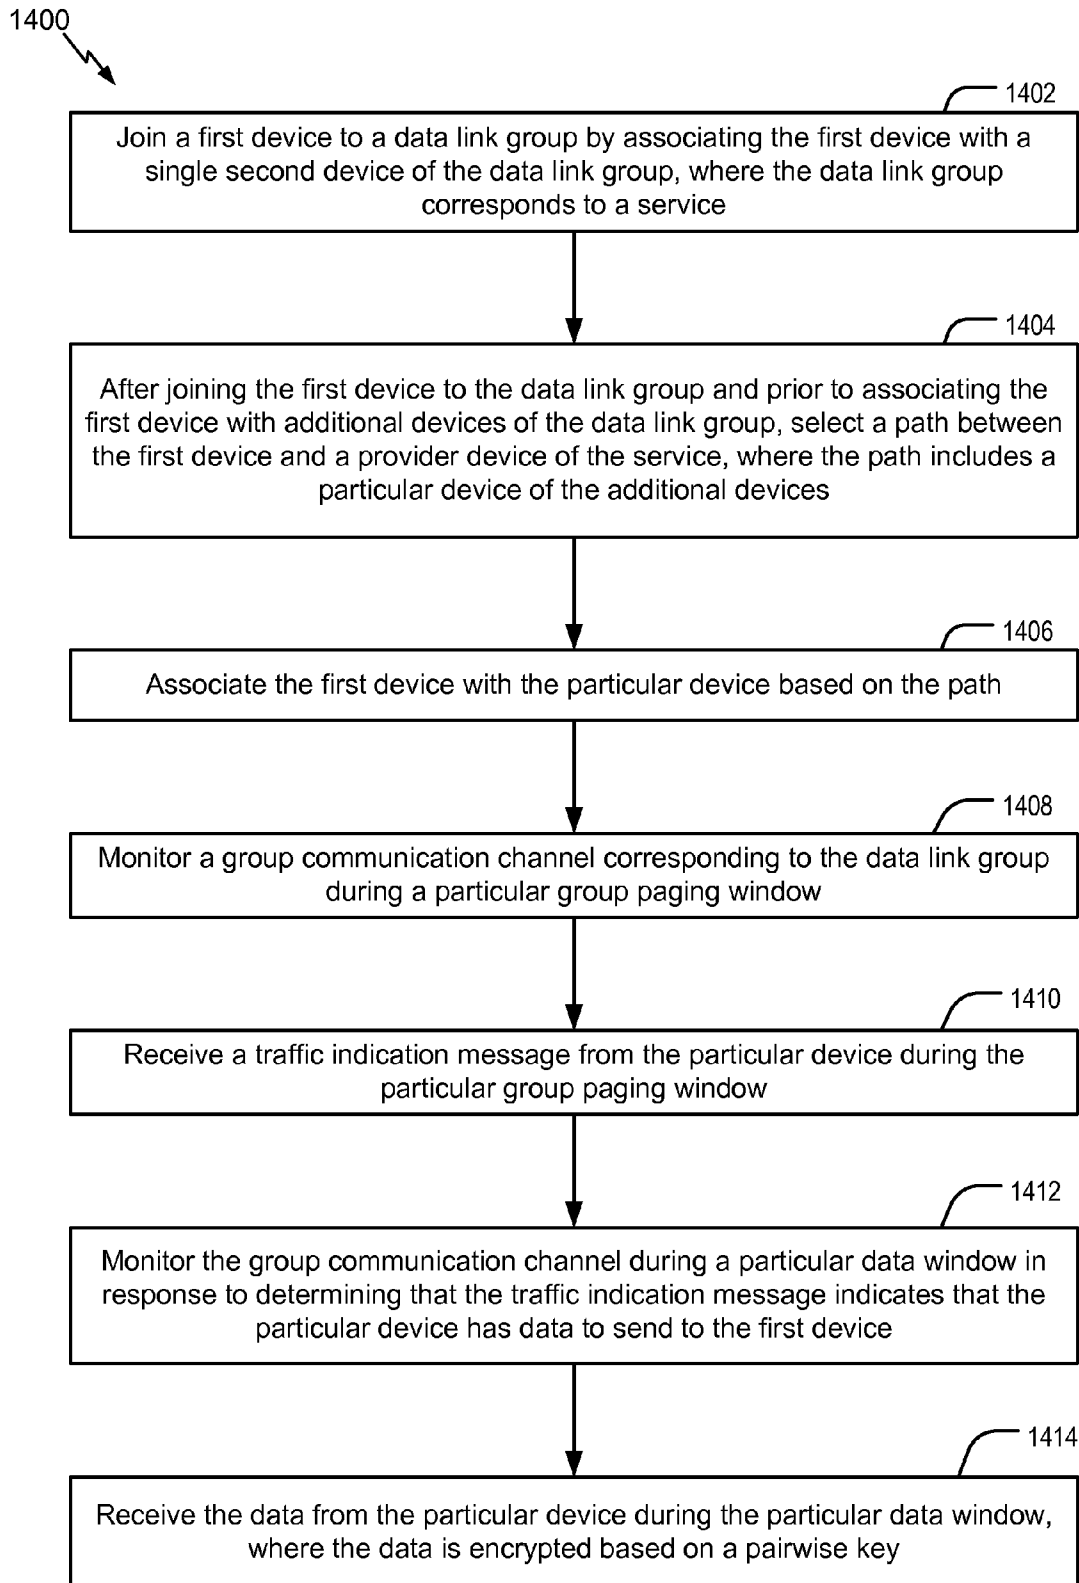 1400
1402
Join a first device to a data link group by associating the first device with a
single second device of the data link group, where the data link group
corresponds to a service
1404
After joining the first device to the data link group and prior to associating the
first device with additional devices of the data link group, select a path between
the first device and a provider device of the service, where the path includes a
particular device of the additional devices
1406
Associate the first device with the particular device based on the path
1408
Monitor a group communication channel corresponding to the data link group
during a particular group paging window
1410
Receive a traffic indication message from the particular device during the
particular group paging window
1412
Monitor the group communication channel during a particular data window in
response to determining that the traffic indication message indicates that the
particular device has data to send to the first device
1414
Receive the data from the particular device during the particular data window,
where the data is encrypted based on a pairwise key